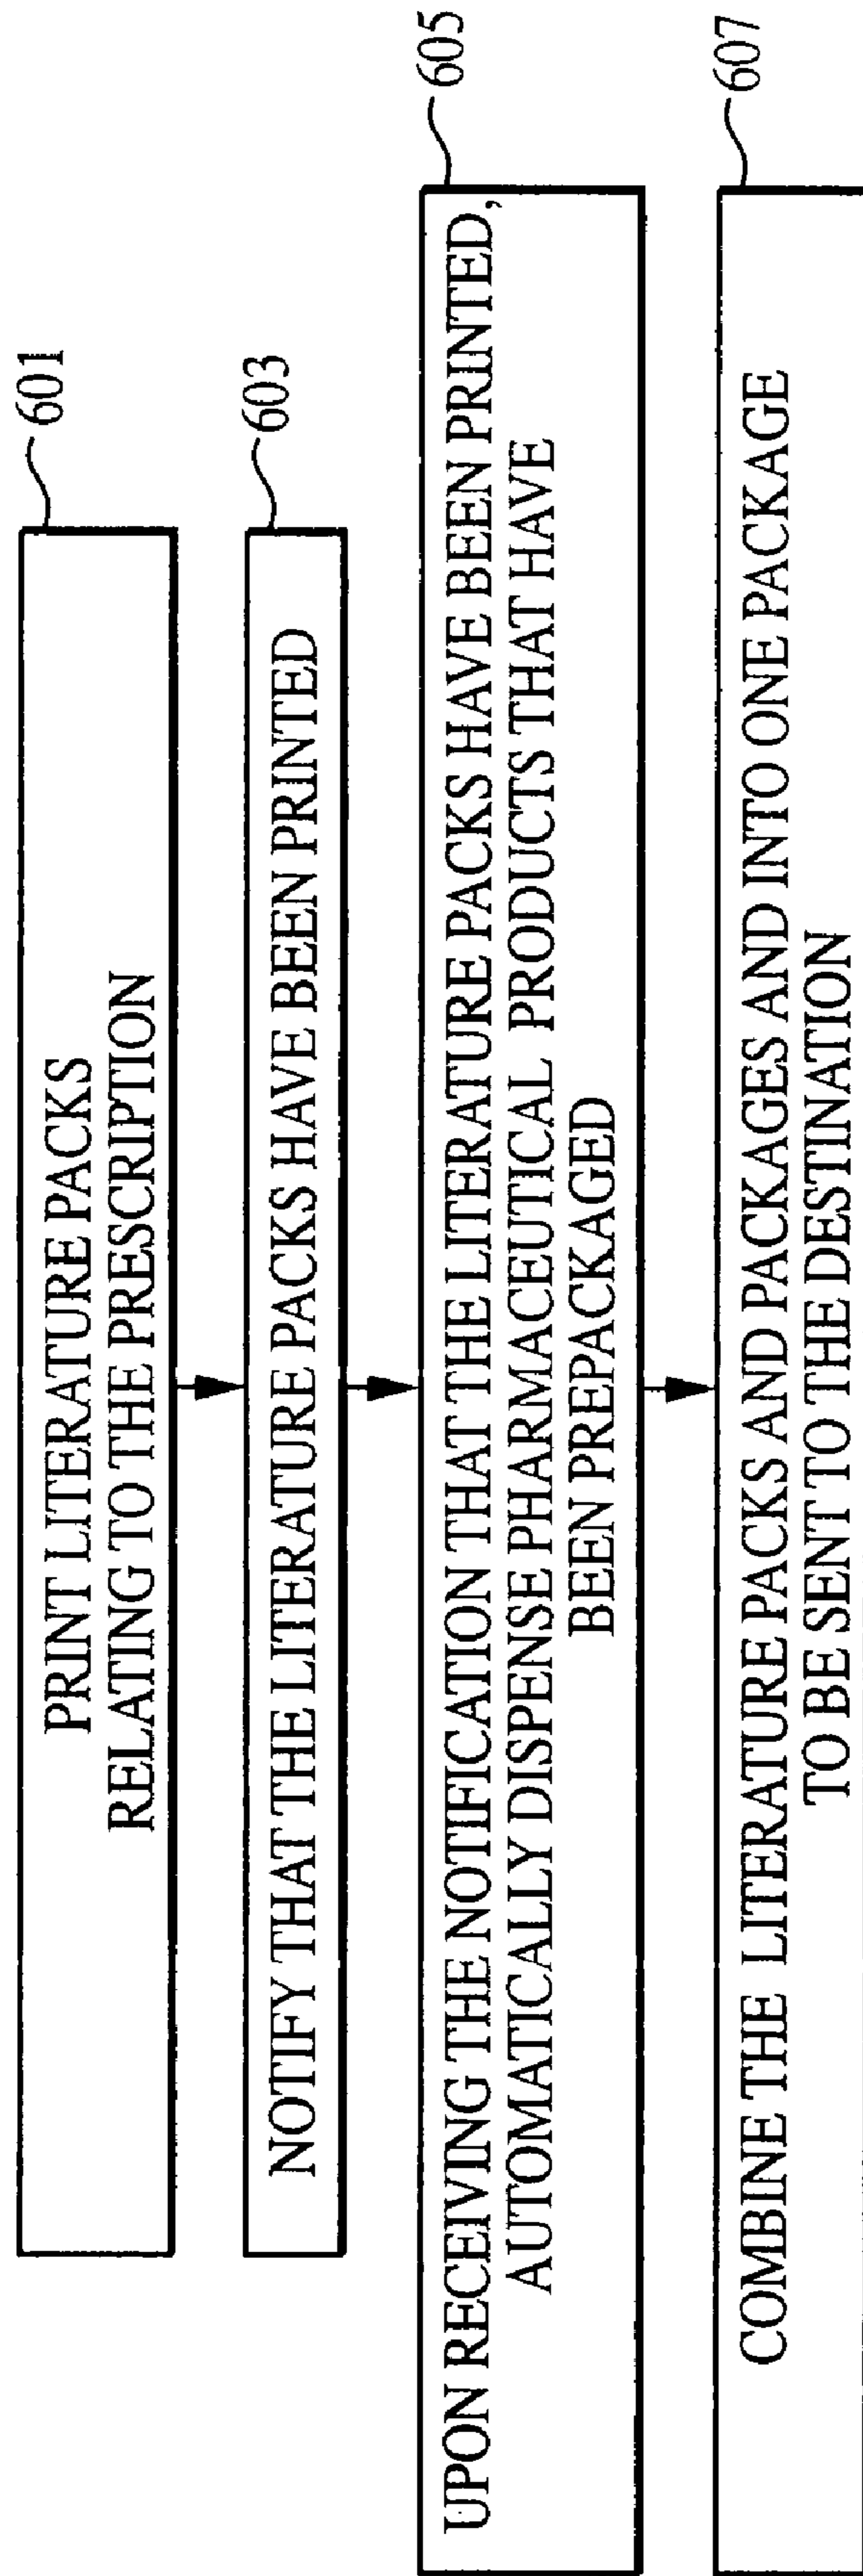 601
PRINT LITERATURE PACKS
RELATING TO THE PRESCRIPTION
603
NOTIFY THAT THE LITERATURE PACKS HAVE BEEN PRINTED
605
UPON RECEIVING THE NOTIFICATION THAT THE LITERATURE PACKS HAVE BEEN PRINTED,
AUTOMATICALLY DISPENSE PHARMACEUTICAL PRODUCTS THAT HAVE
BEEN PREPACKAGED
607
COMBINE THE LITERATURE PACKS AND PACKAGES AND INTO ONE PACKAGE
TO BE SENT TO THE DESTINATION